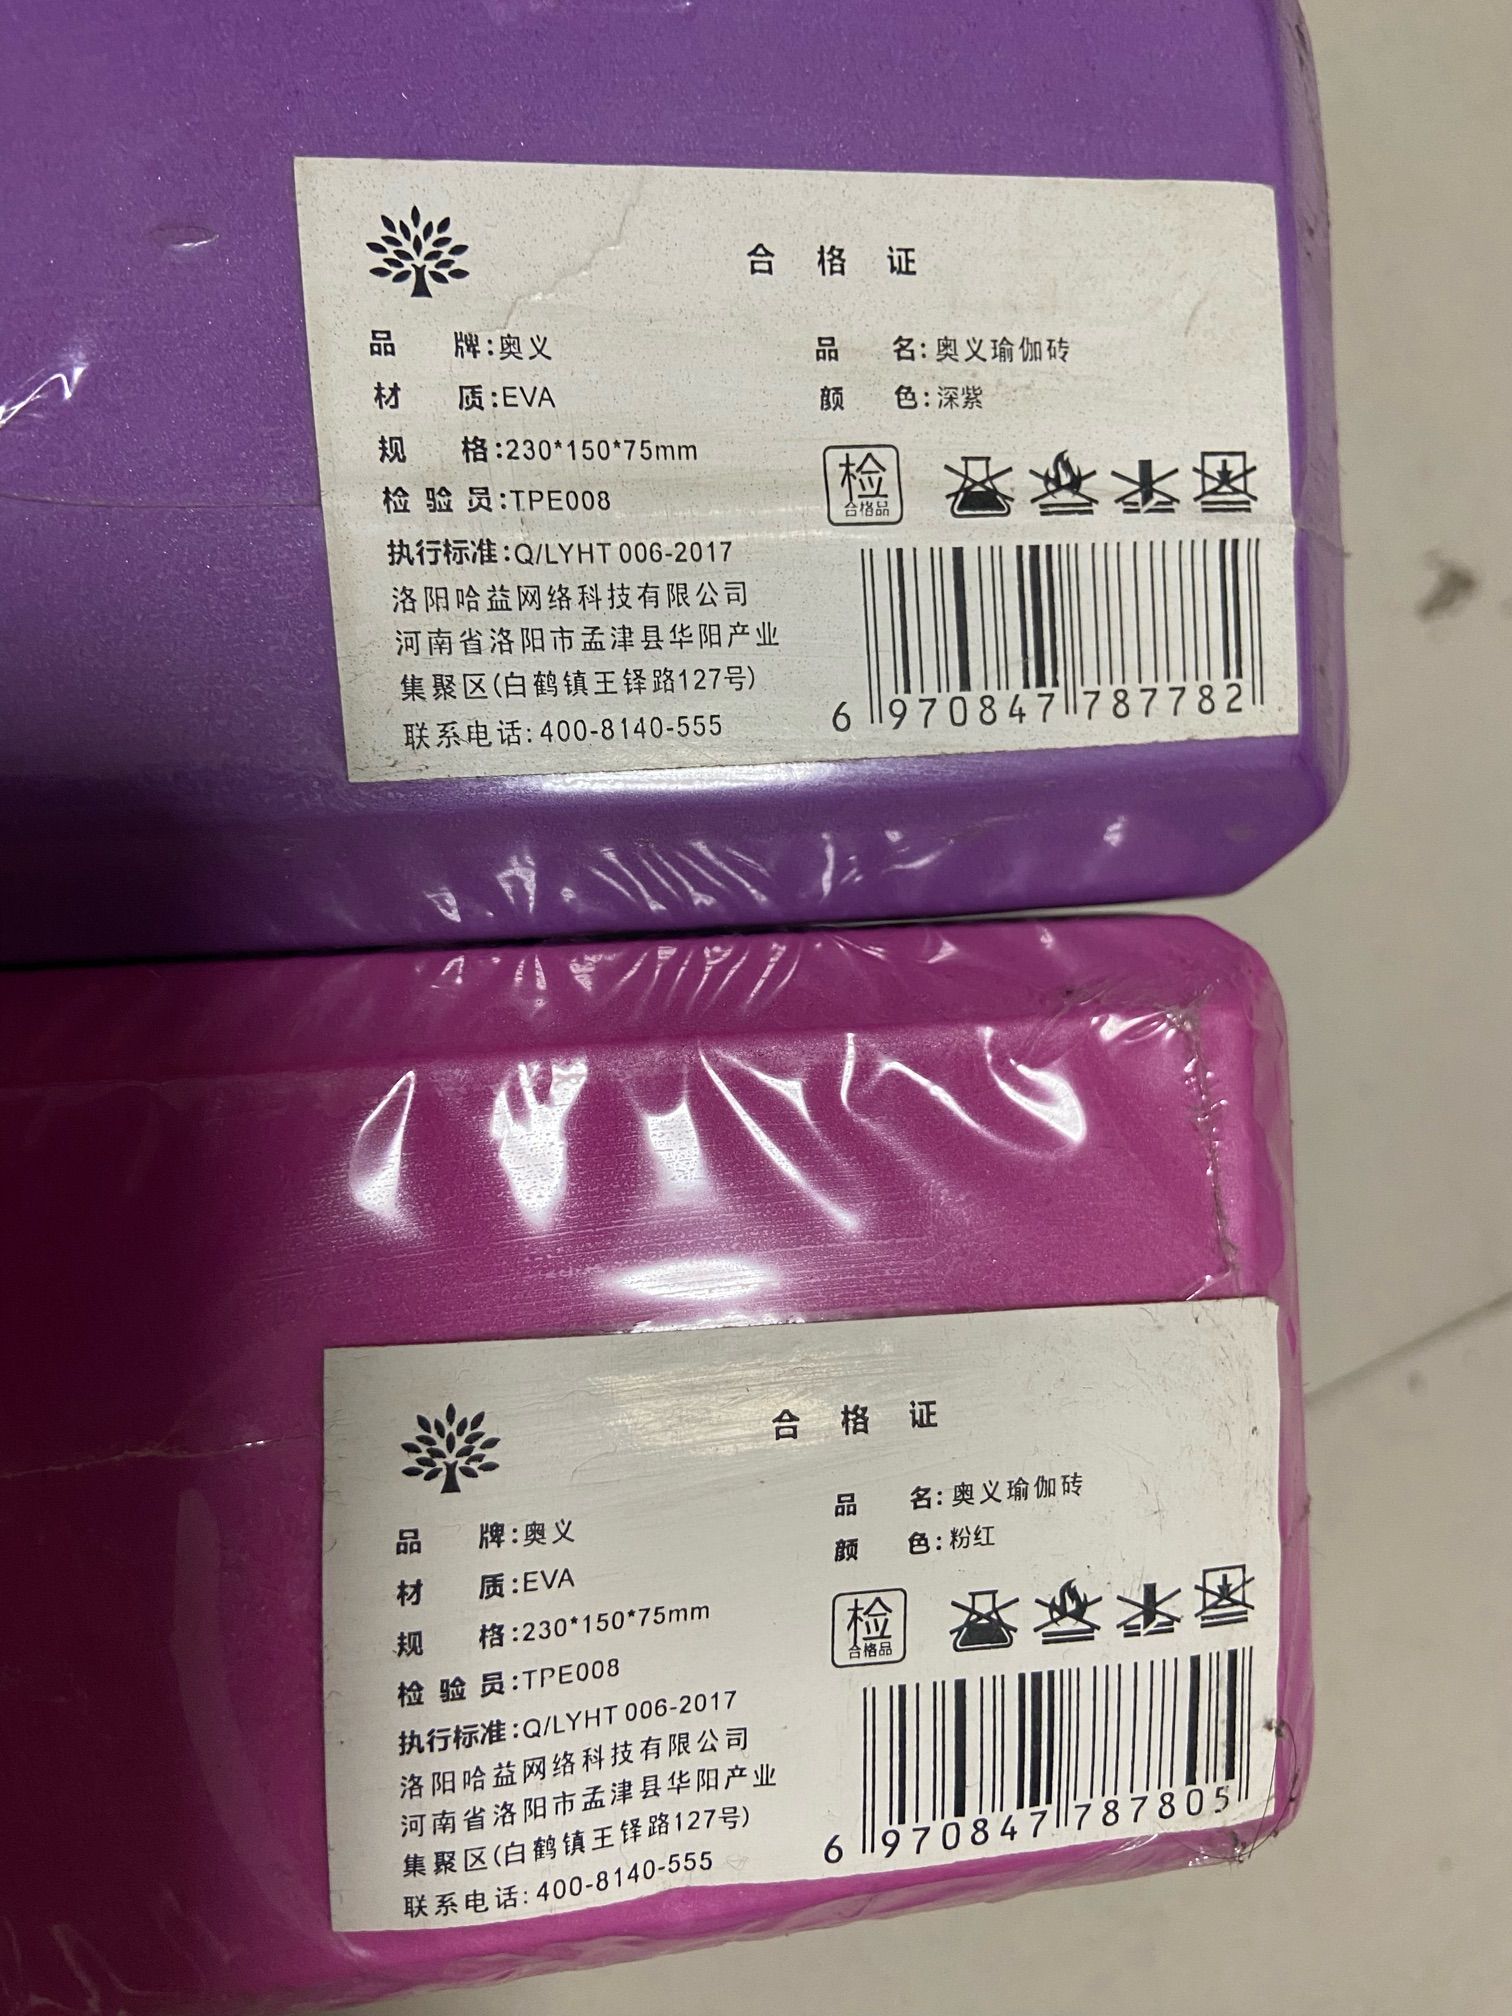 合格证
品牌:奥义
品名:奥义瑜伽砖
材质:EVA
颜色:深紫
规格:230*150*75mm
检验员:TPE008
检
合格品
执行标准:Q/LYHT 006-2017
洛阳哈益网络科技有限公司
河南省洛阳市孟津县华阳产业
集聚区(白鹤镇王铎路127号)
联系电话:400-8140-555
6 970847 787782
合格证
品牌:奥义
品名:奥义瑜伽砖
材质:EVA
颜色:粉红
规格:230*150*75mm
检验员:TPE008
检
合格品
执行标准:Q/LYHT 006-2017
洛阳哈益网络科技有限公司
河南省洛阳市孟津县华阳产业
集聚区(白鹤镇王铎路127号)
联系电话:400-8140-555
6 970847 787805